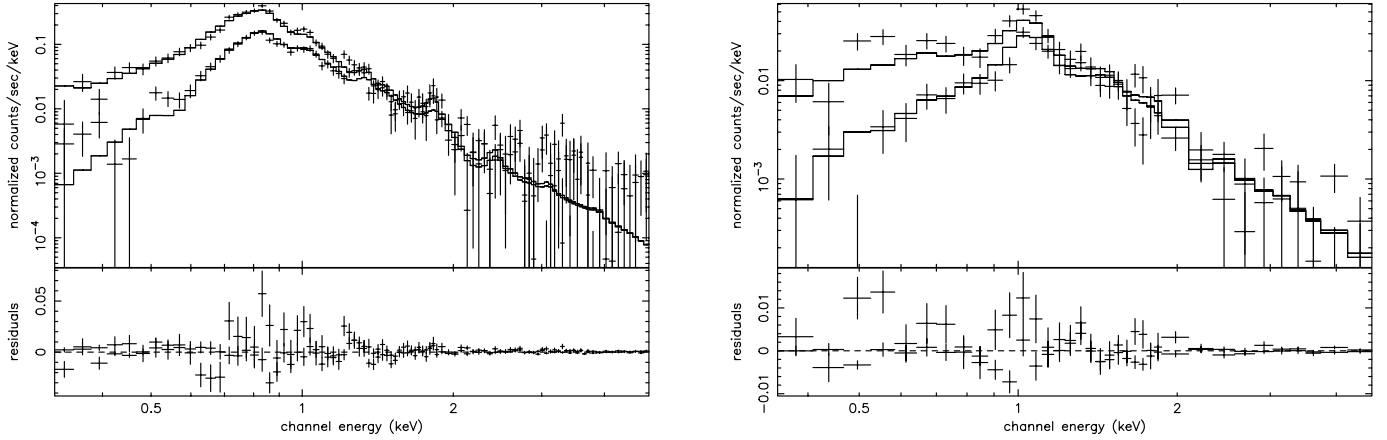 normalized counts/sec/keV
0.1
0.01
10⁻³
10⁻⁴
residuals
0.05
0
0.5
1
2
channel energy (keV)
normalized counts/sec/keV
0.01
10⁻³
residuals
0.01
0
−0.01
0.5
1
2
channel energy (keV)